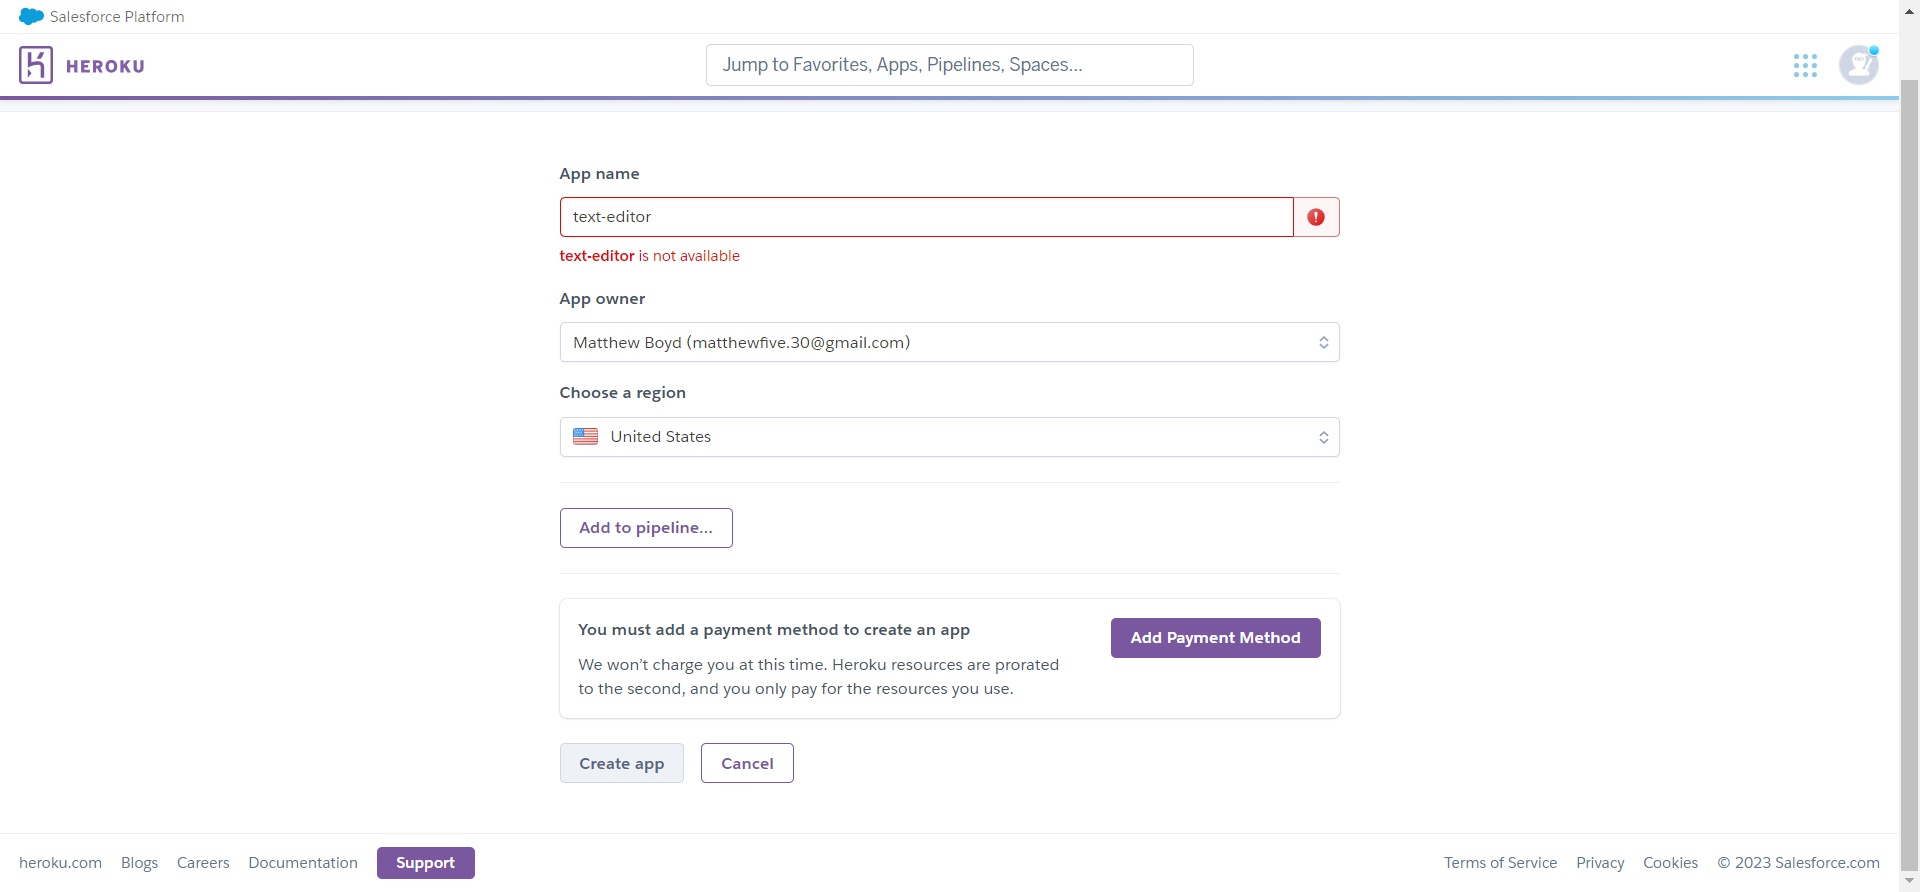 Salesforce Platform
HEROKU
Jump to Favorites, Apps, Pipelines, Spaces...
App name
text-editor
text-editor is not available
App owner
Matthew Boyd (matthewfive.30@gmail.com)
Choose a region
United States
Add to pipeline...
You must add a payment method to create an app
Add Payment Method
We won’t charge you at this time. Heroku resources are prorated
to the second, and you only pay for the resources you use.
Create app
Cancel
heroku.com Blogs Careers Documentation Support Terms of Service Privacy Cookies © 2023 Salesforce.com